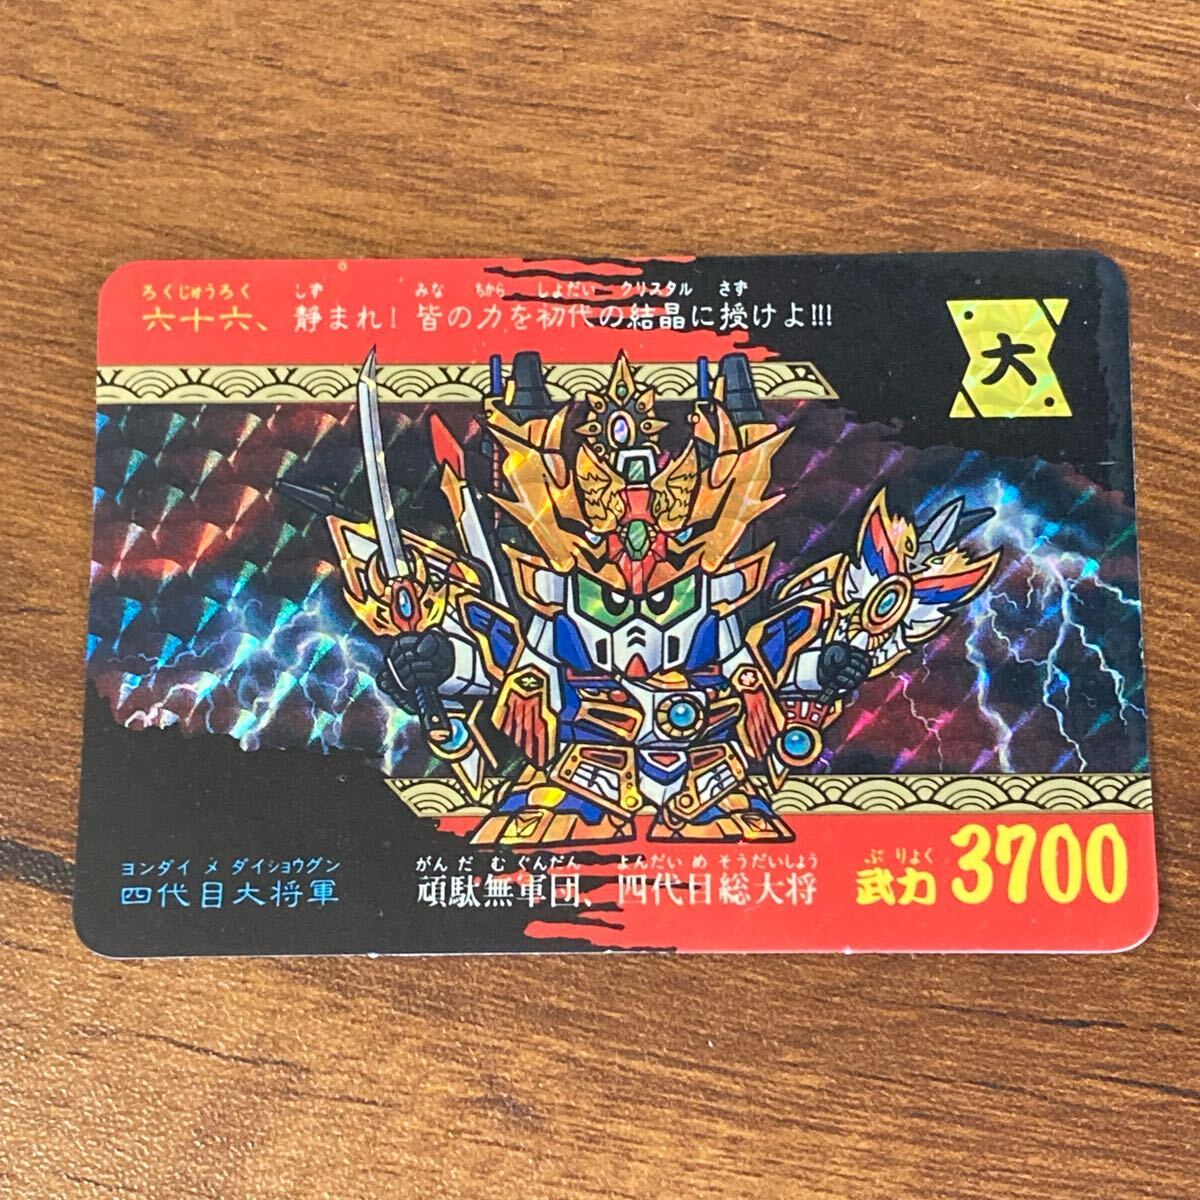 ろくじゅうろく しず みな ちから しょだい クリスタル さず
六十六、静まれ！皆の力を初代の結晶に授けよ!!!
大
ヨンダイ メ ダイショウグン
四代目大将軍
がん だ む ぐんだん よんだい め そうだいしょう
頑駄無軍団、四代目総大将
ぶ りょく
武力 3700